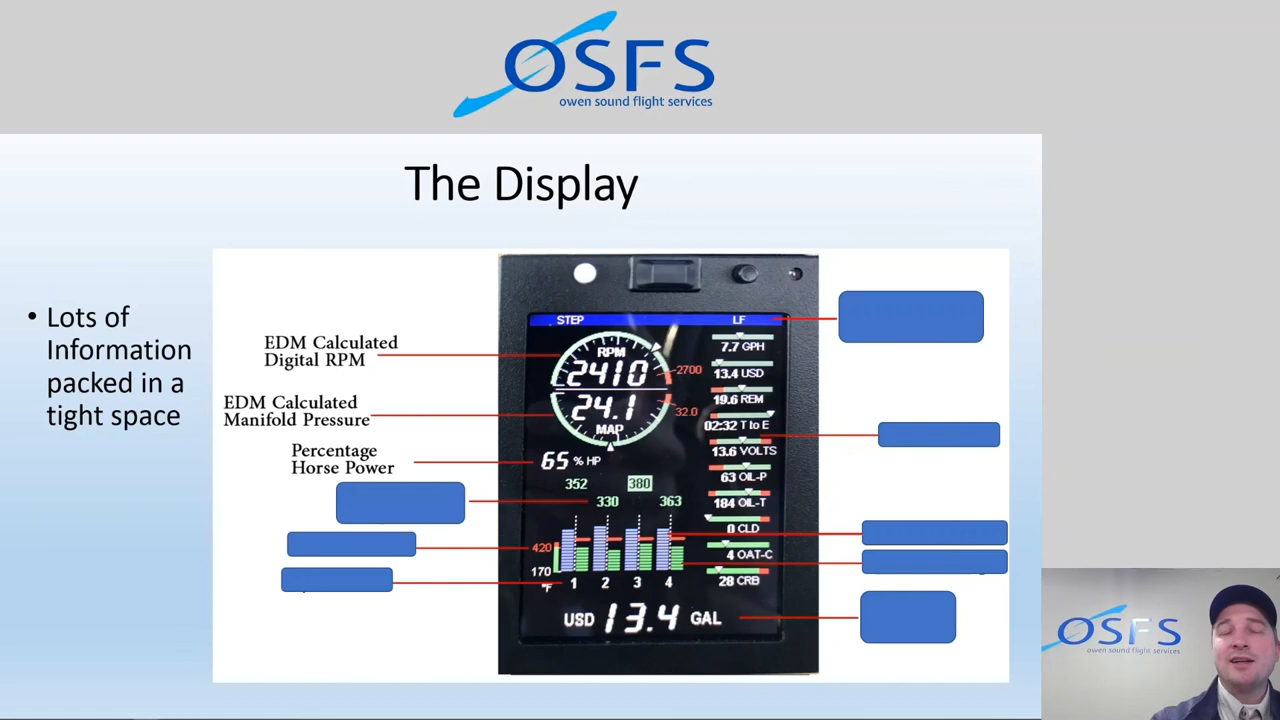 OSFS
owen sound flight services
The Display
• Lots of
Information
packed in a
tight space
EDM Calculated
Digital RPM
EDM Calculated
Manifold Pressure
Percentage
Horse Power
STEP
LF
RPM
2410
2700
24.1
32.0
MAP
65 % HP
352
380
330
363
420
170
°F
1 2 3 4
USD 13.4 GAL
7.7 GPH
13.4 USD
19.6 REM
02:32 T to E
13.6 VOLTS
63 OIL-P
184 OIL-T
0 CLD
4 OAT-C
28 CRB
OSFS
owen sound flight services